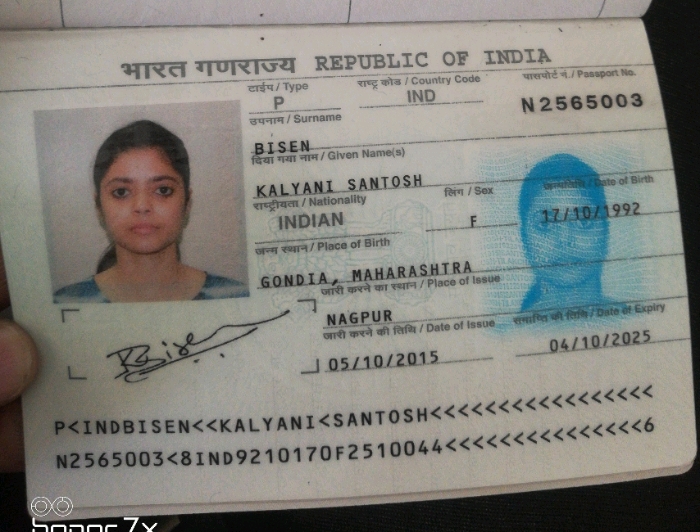 भारत गणराज्य REPUBLIC OF INDIA
टाईप / Type राष्ट्र कोड / Country Code पासपोर्ट नं. / Passport No.
P IND N2565003
उपनाम / Surname
BISEN
दिया गया नाम / Given Name(s)
KALYANI SANTOSH
राष्ट्रीयता / Nationality लिंग / Sex जन्मतिथि / Date of Birth
INDIAN F 17/10/1992
जन्म स्थान / Place of Birth
GONDIA, MAHARASHTRA
जारी करने का स्थान / Place of Issue
NAGPUR
जारी करने की तिथि / Date of Issue समाप्ति की तिथि / Date of Expiry
05/10/2015 04/10/2025
P<INDBISEN<<KALYANI<SANTOSH<<<<<<<<<<<<<<<<<
N2565003<8IND9210170F2510044<<<<<<<<<<<<<<<6
honor 7x